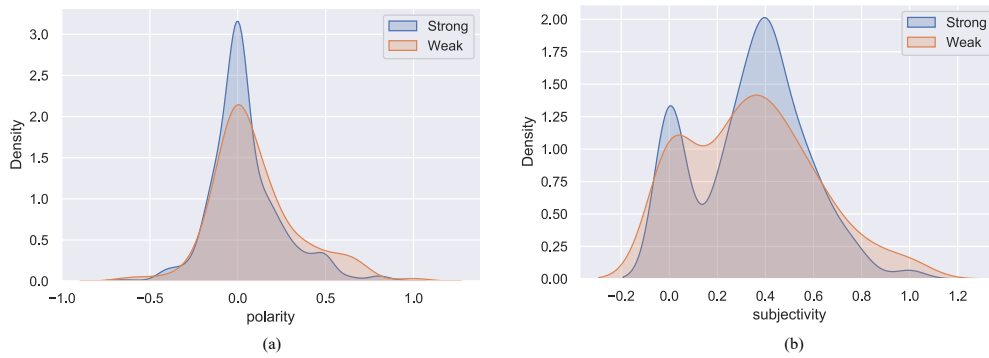 Strong
Weak
3.0
2.5
2.0
1.5
1.0
0.5
0.0
Density
−1.0
−0.5
0.0
0.5
1.0
polarity
(a)
Strong
Weak
2.00
1.75
1.50
1.25
1.00
0.75
0.50
0.25
0.00
Density
−0.2
0.0
0.2
0.4
0.6
0.8
1.0
1.2
subjectivity
(b)